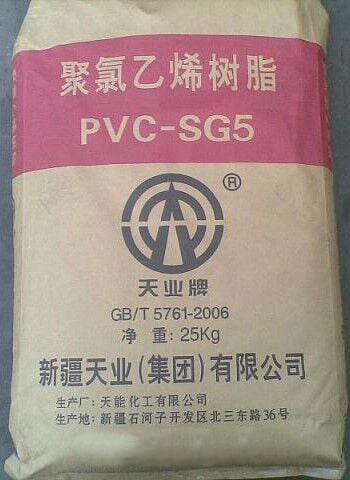 聚氯乙烯树脂
PVC-SG5
®
天业牌
GB/T 5761-2006
净 重: 25Kg
新疆天业(集团)有限公司
生产厂: 天能化工有限公司
生产地: 新疆石河子开发区北三东路36号